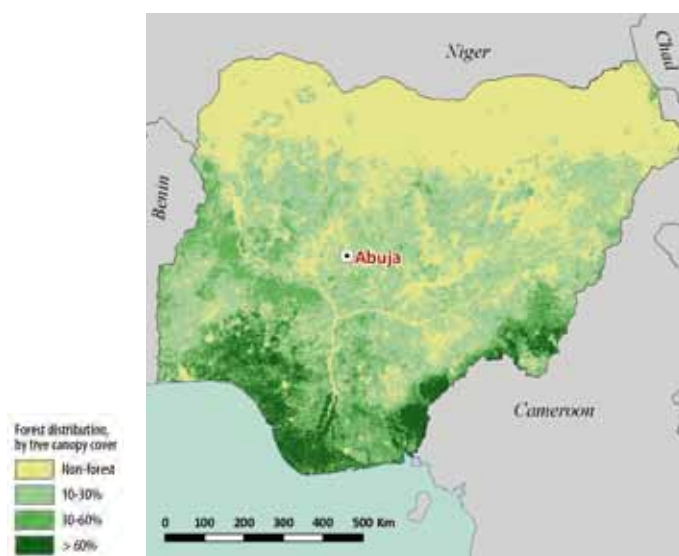 Niger
Chad
Benin
Abuja
Cameroon
Forest distribution,
by tree canopy cover
Non-forest
10-30%
30-60%
> 60%
0 100 200 300 400 500 Km